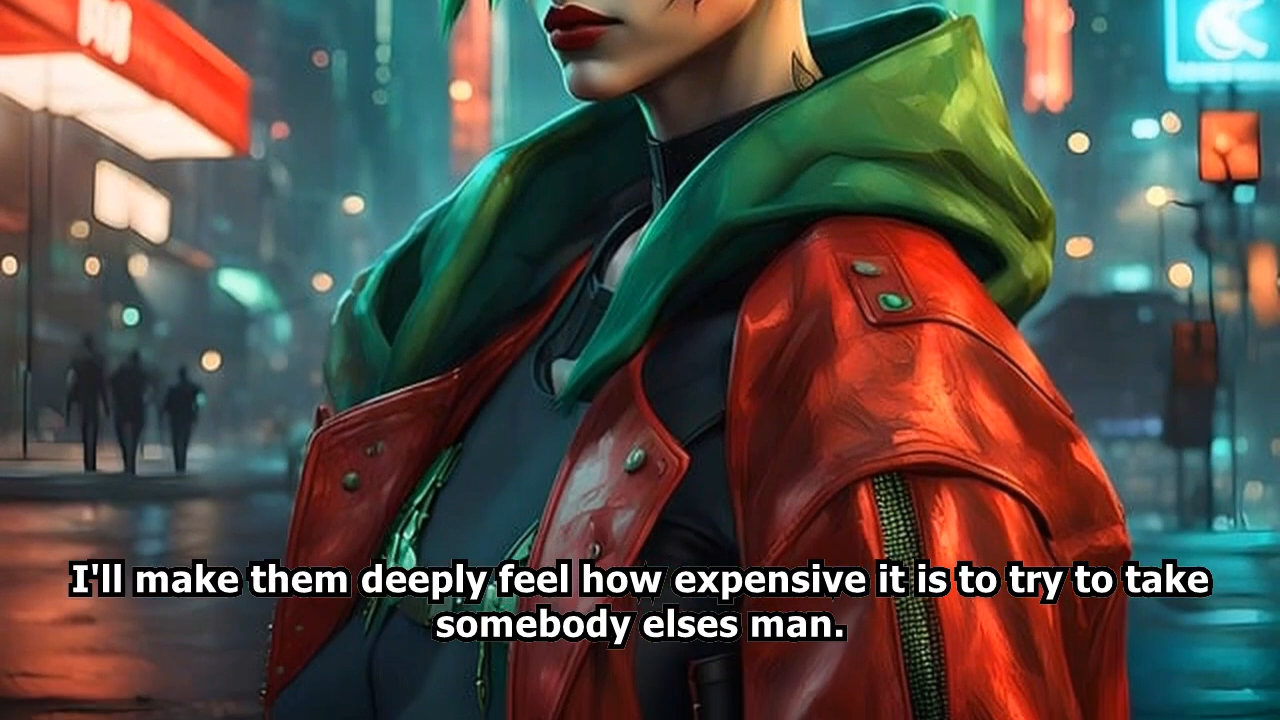 I'll make them deeply feel how expensive it is to try to take
somebody elses man.